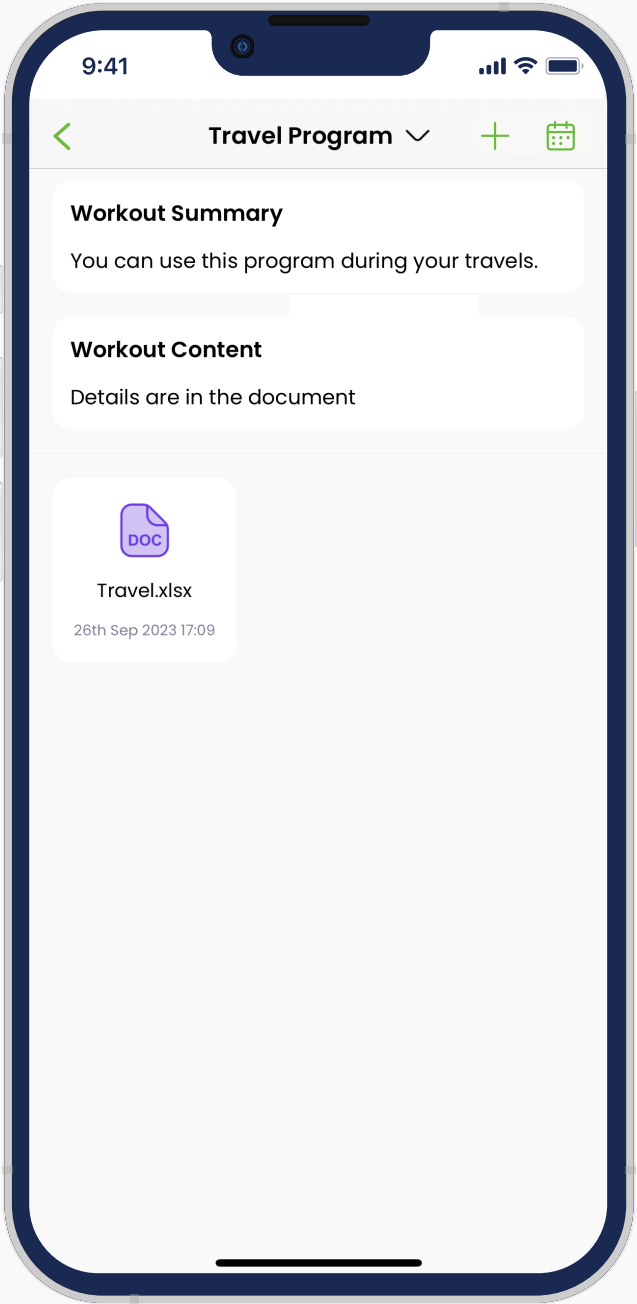 9:41
Travel Program
Workout Summary
You can use this program during your travels.
Workout Content
Details are in the document
DOC
Travel.xlsx
26th Sep 2023 17:09